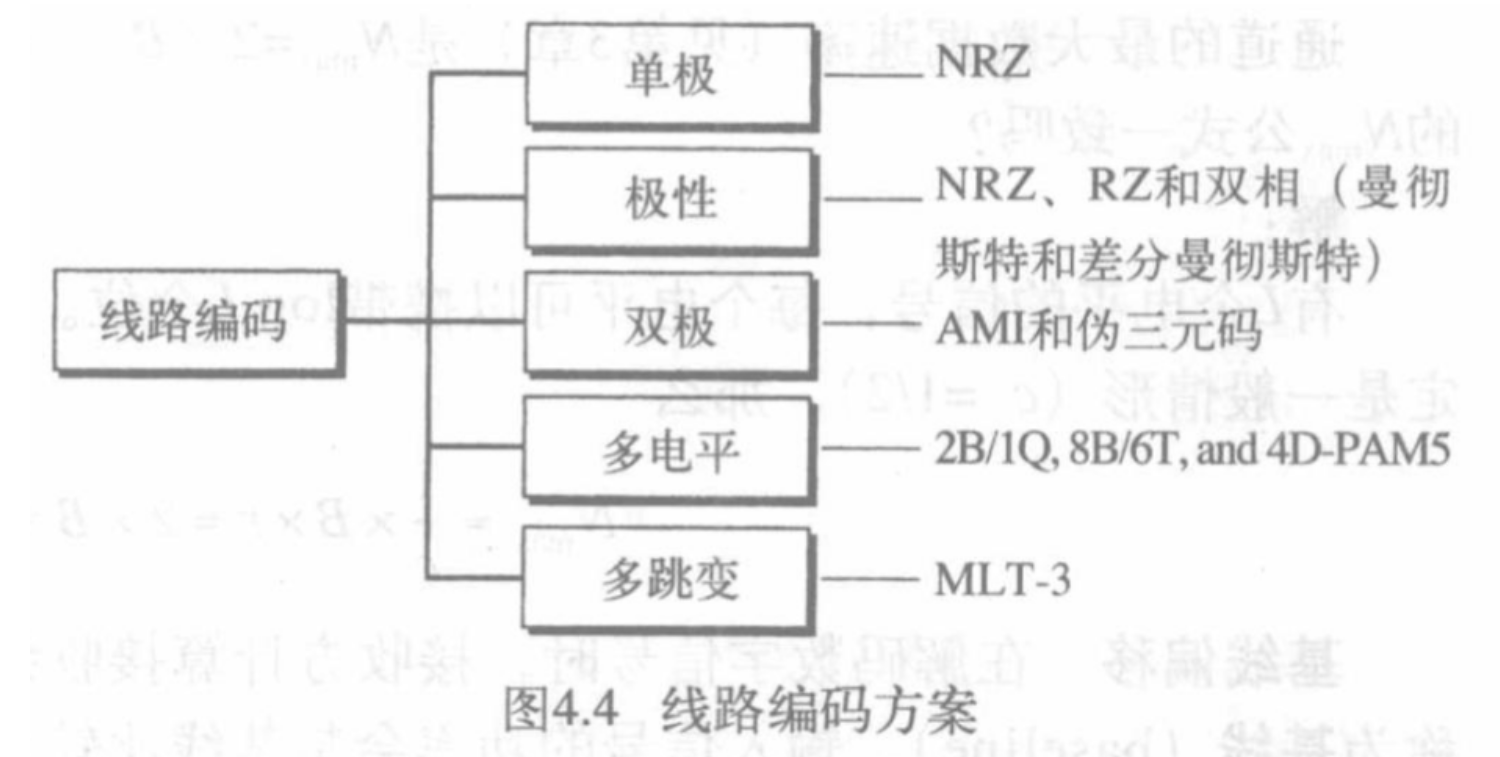 单极 NRZ
极性 NRZ、RZ和双相（曼彻
斯特和差分曼彻斯特）
线路编码
双极 AMI和伪三元码
多电平 2B/1Q, 8B/6T, and 4D-PAM5
多跳变 MLT-3
图4.4 线路编码方案